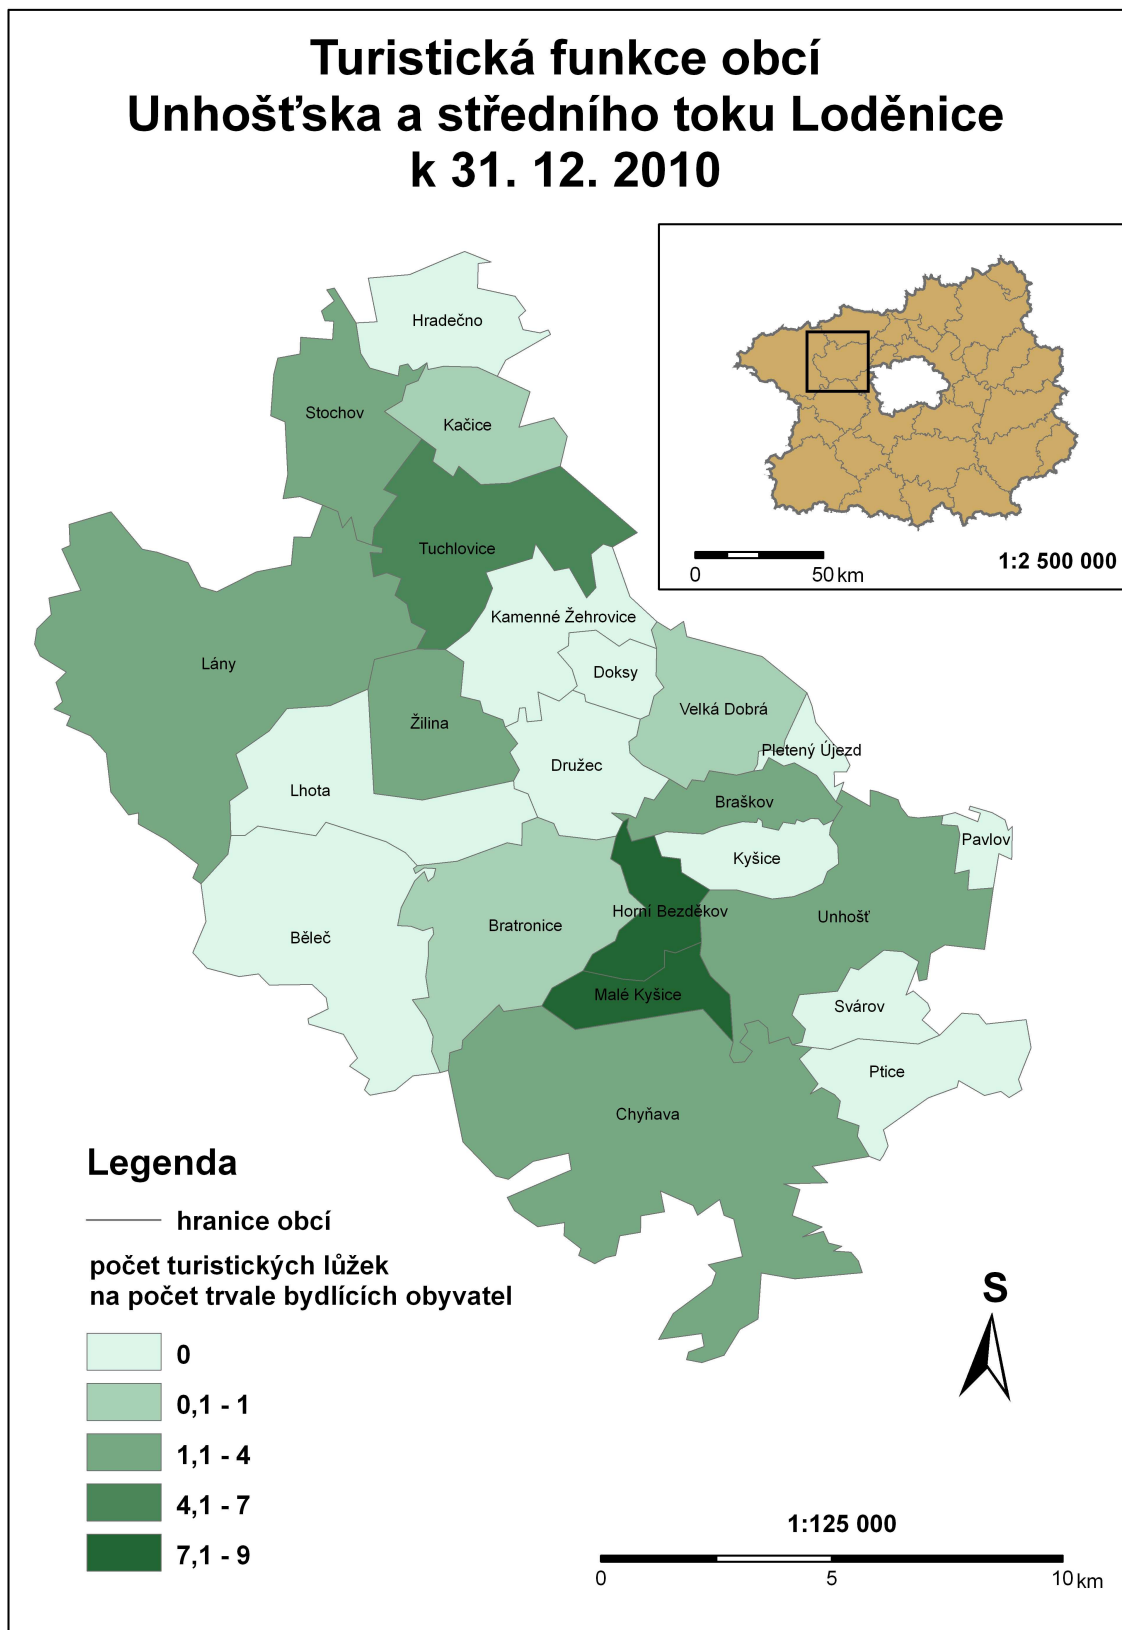 Turistická funkce obcí
Unhošťska a středního toku Loděnice
k 31. 12. 2010
0
50 km
1:2 500 000
Hradečno
Stochov
Kačice
Tuchlovice
Kamenné Žehrovice
Lány
Doksy
Žilina
Velká Dobrá
Pletený Újezd
Družec
Lhota
Braškov
Pavlov
Kyšice
Horní Bezděkov
Unhošť
Bratronice
Běleč
Malé Kyšice
Svárov
Ptice
Chyňava
Legenda
hranice obcí
počet turistických lůžek
na počet trvale bydlících obyvatel
0
0,1 - 1
1,1 - 4
4,1 - 7
7,1 - 9
S
1:125 000
0
5
10 km